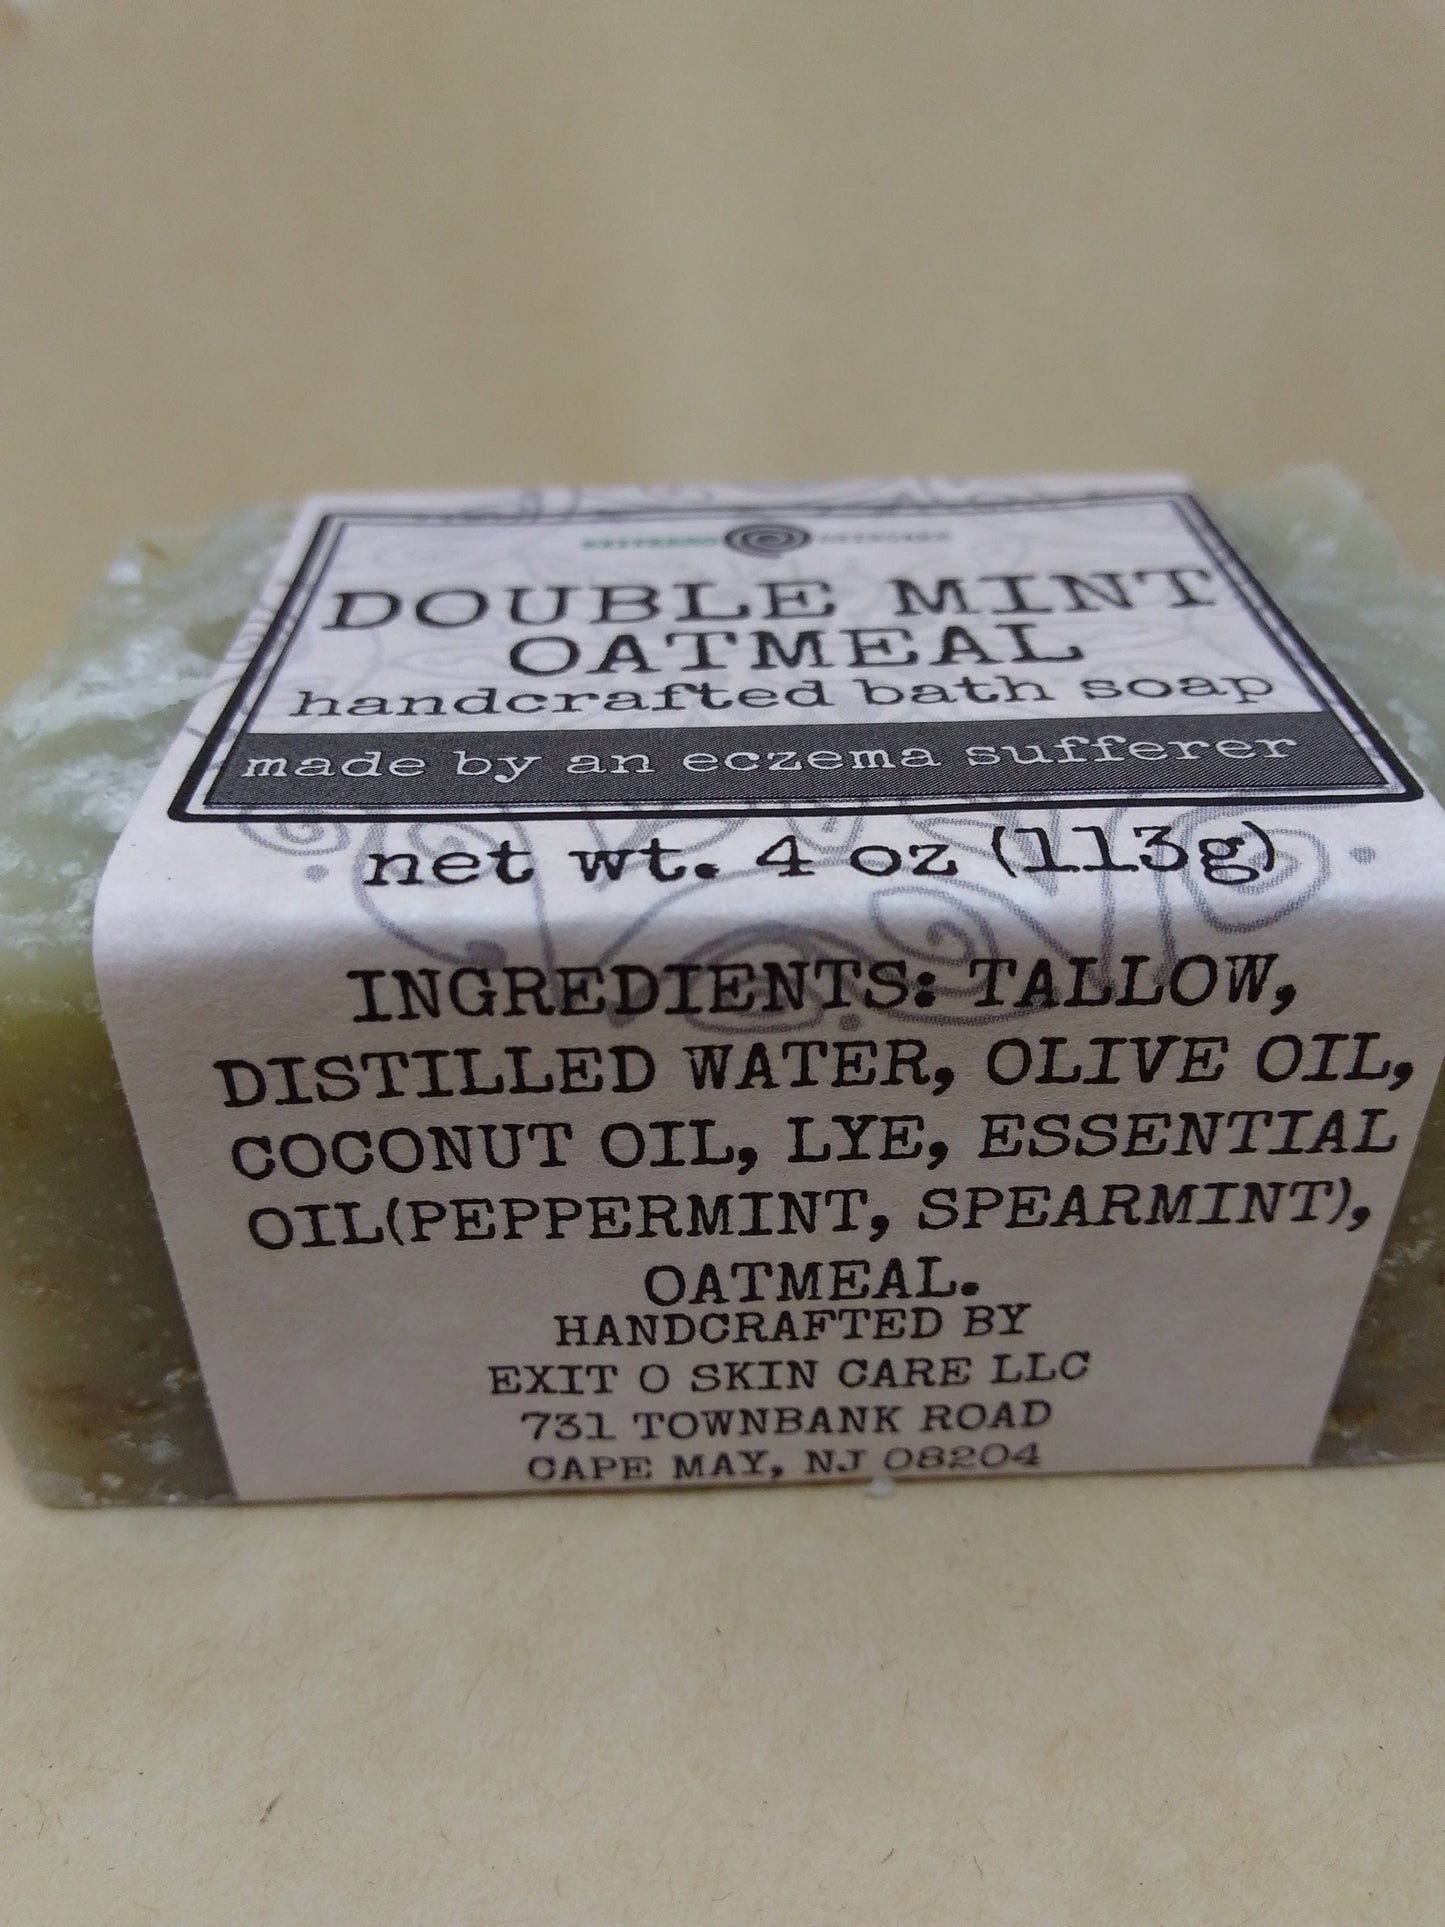 DOUBLE MINT
OATMEAL
handcrafted bath soap
made by an eczema sufferer
net wt. 4 oz (113g)
INGREDIENTS: TALLOW,
DISTILLED WATER, OLIVE OIL,
COCONUT OIL, LYE, ESSENTIAL
OIL(PEPPERMINT, SPEARMINT),
OATMEAL.
HANDCRAFTED BY
EXIT 0 SKIN CARE LLC
731 TOWNBANK ROAD
CAPE MAY, NJ 08204